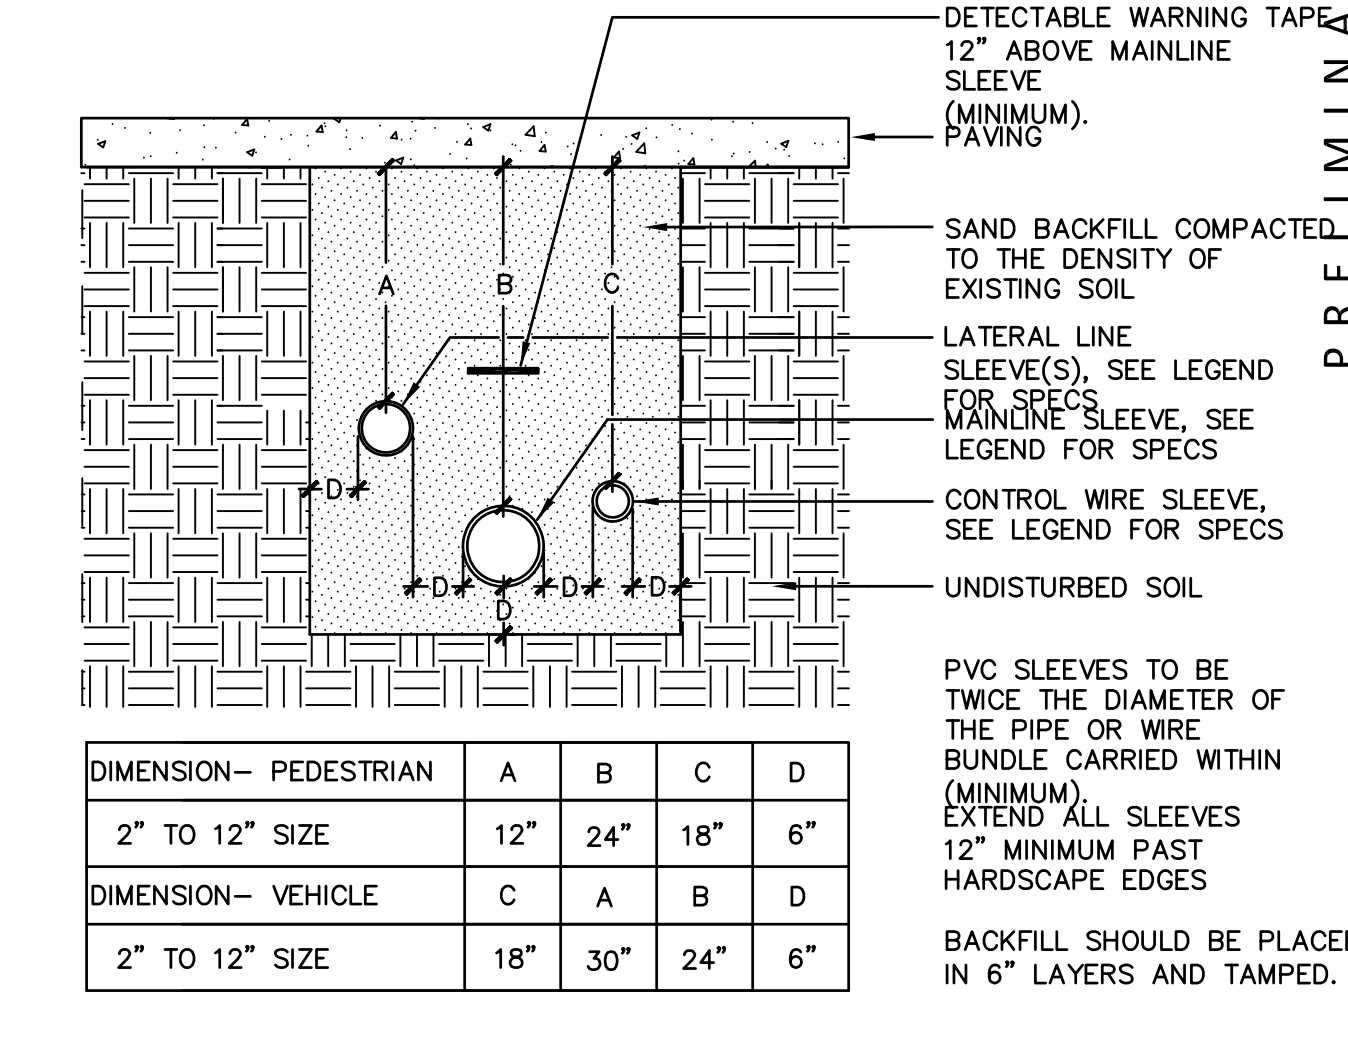 DETECTABLE WARNING TAPE
12” ABOVE MAINLINE
SLEEVE
(MINIMUM).
PAVING
SAND BACKFILL COMPACTED
TO THE DENSITY OF
EXISTING SOIL
LATERAL LINE
SLEEVE(S), SEE LEGEND
FOR SPECS
MAINLINE SLEEVE, SEE
LEGEND FOR SPECS
CONTROL WIRE SLEEVE,
SEE LEGEND FOR SPECS
UNDISTURBED SOIL
PVC SLEEVES TO BE
TWICE THE DIAMETER OF
THE PIPE OR WIRE
BUNDLE CARRIED WITHIN
(MINIMUM).
EXTEND ALL SLEEVES
12” MINIMUM PAST
HARDSCAPE EDGES
BACKFILL SHOULD BE PLACED
IN 6” LAYERS AND TAMPED.
A B C
D
D D D
D
DIMENSION– PEDESTRIAN A B C D
2” TO 12” SIZE 12” 24” 18” 6”
DIMENSION– VEHICLE C A B D
2” TO 12” SIZE 18” 30” 24” 6”